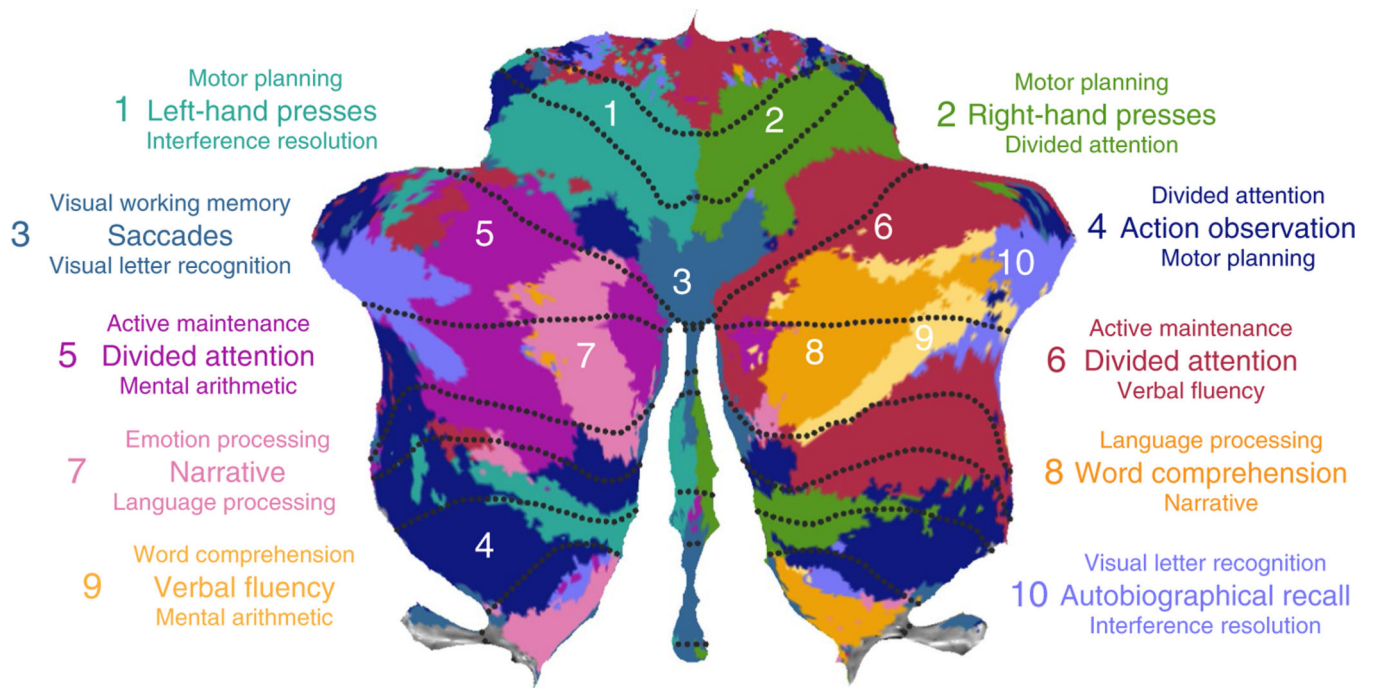 Motor planning
1 Left-hand presses
Interference resolution
Motor planning
2 Right-hand presses
Divided attention
Visual working memory
3 Saccades
Visual letter recognition
Divided attention
4 Action observation
Motor planning
Active maintenance
5 Divided attention
Mental arithmetic
Active maintenance
6 Divided attention
Verbal fluency
Emotion processing
7 Narrative
Language processing
Language processing
8 Word comprehension
Narrative
Word comprehension
9 Verbal fluency
Mental arithmetic
Visual letter recognition
10 Autobiographical recall
Interference resolution
1
2
5
6
10
3
7
8
9
4